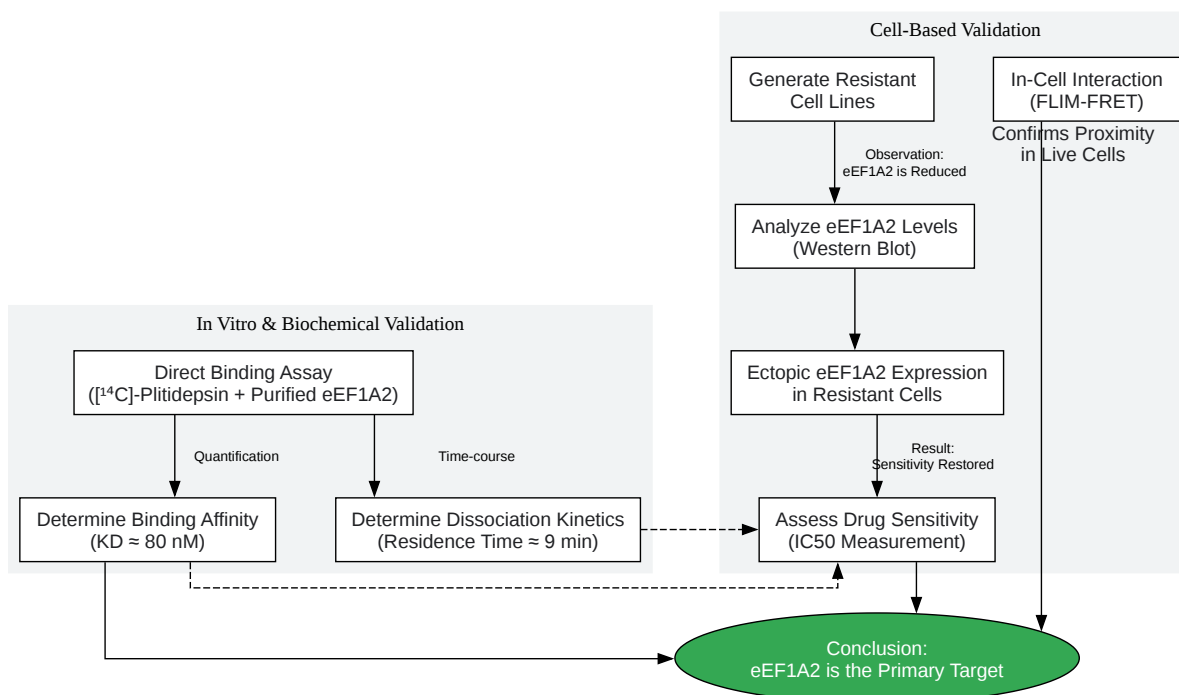 Cell-Based Validation
Generate Resistant
Cell Lines
In-Cell Interaction
(FLIM-FRET)
Confirms Proximity
in Live Cells
Observation:
eEF1A2 is Reduced
Analyze eEF1A2 Levels
(Western Blot)
In Vitro & Biochemical Validation
Direct Binding Assay
([¹⁴C]-Plitidepsin + Purified eEF1A2)
Ectopic eEF1A2 Expression
in Resistant Cells
Quantification
Time-course
Result:
Sensitivity Restored
Determine Binding Affinity
(KD ≈ 80 nM)
Determine Dissociation Kinetics
(Residence Time ≈ 9 min)
Assess Drug Sensitivity
(IC50 Measurement)
Conclusion:
eEF1A2 is the Primary Target